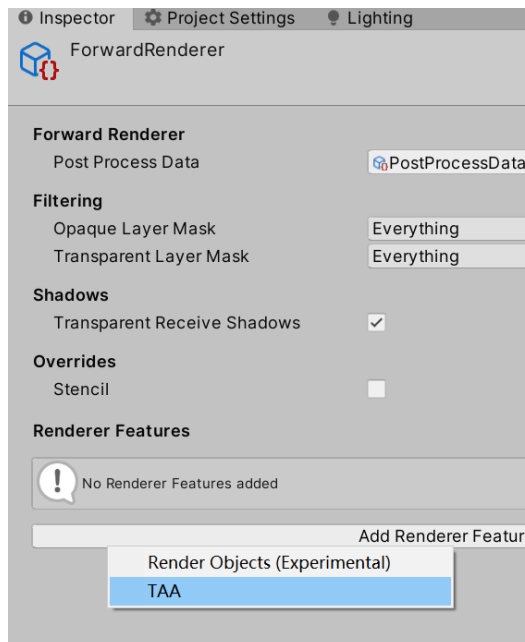 Inspector Project Settings Lighting
ForwardRenderer
Forward Renderer
Post Process Data PostProcessData
Filtering
Opaque Layer Mask Everything
Transparent Layer Mask Everything
Shadows
Transparent Receive Shadows
Overrides
Stencil
Renderer Features
No Renderer Features added
Add Renderer Featur
Render Objects (Experimental)
TAA